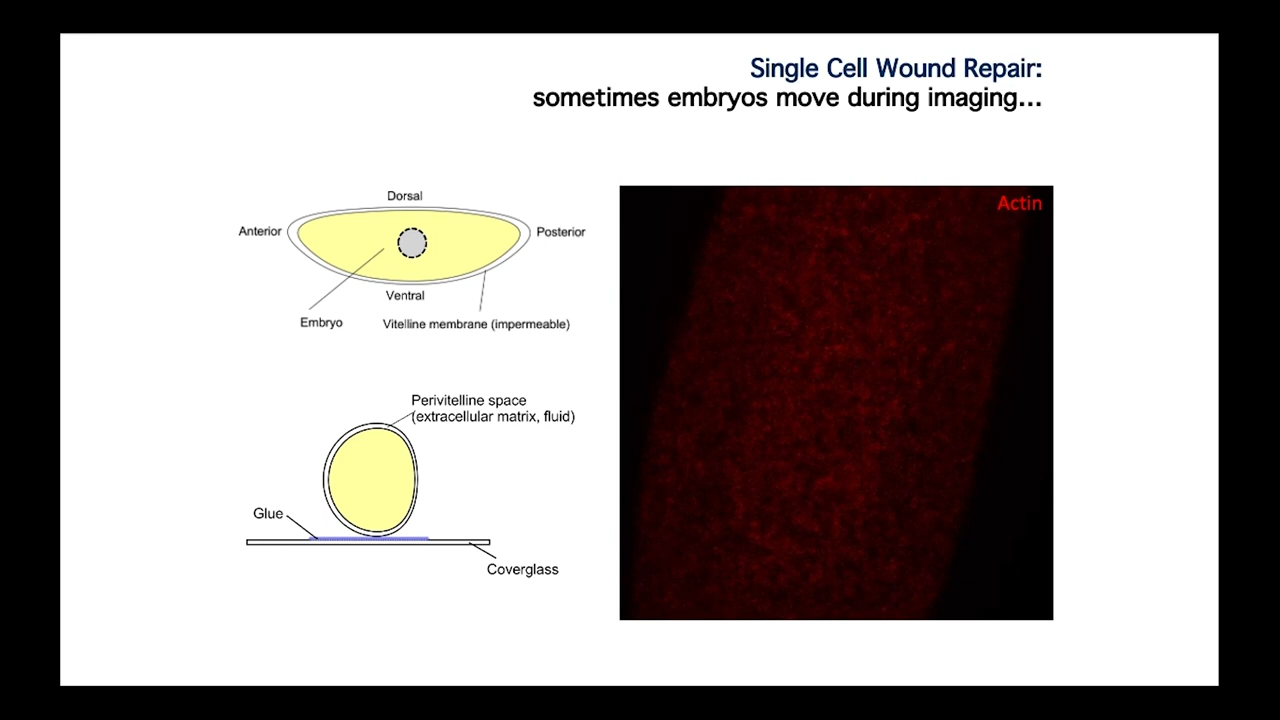 Single Cell Wound Repair:
sometimes embryos move during imaging...
Dorsal
Anterior
Posterior
Ventral
Embryo
Vitelline membrane (impermeable)
Perivitelline space
(extracellular matrix, fluid)
Glue
Coverglass
Actin